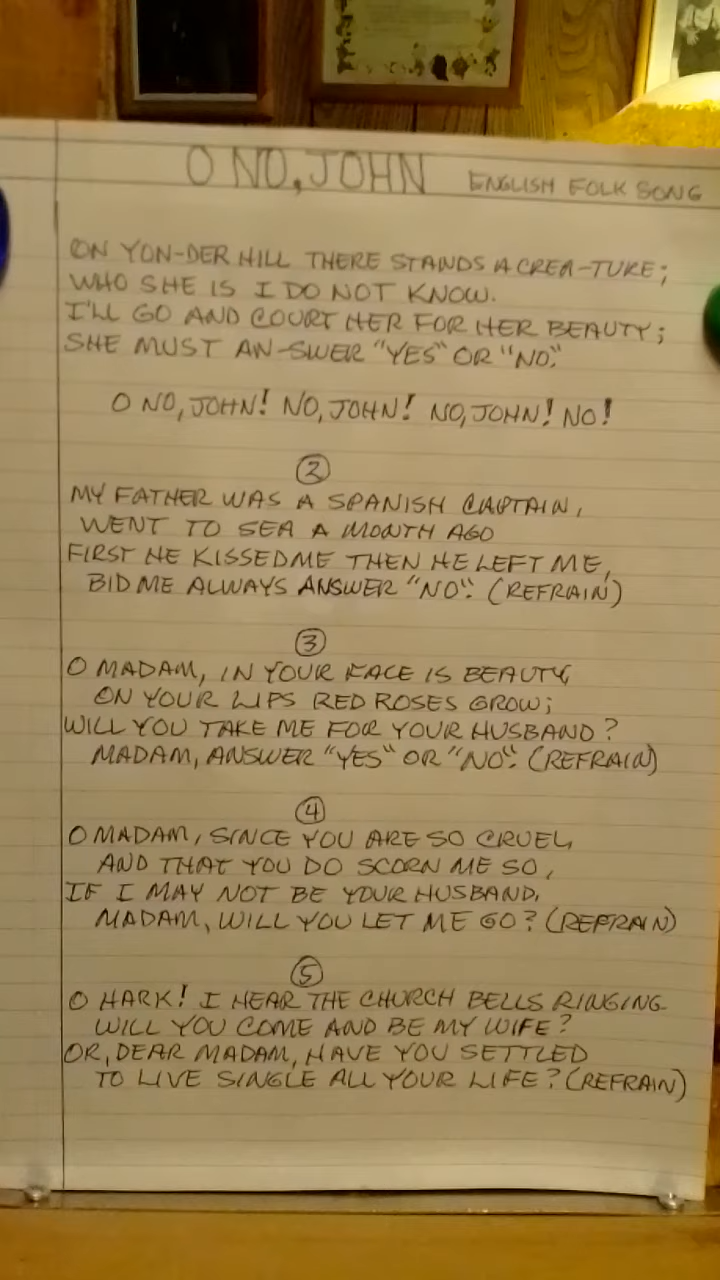 O NO, JOHN ENGLISH FOLK SONG
ON YON-DER HILL THERE STANDS A CREA-TURE;
WHO SHE IS I DO NOT KNOW.
I'LL GO AND COURT HER FOR HER BEAUTY;
SHE MUST AN-SWER "YES" OR "NO".
O NO, JOHN! NO, JOHN! NO, JOHN! NO!
2
MY FATHER WAS A SPANISH CAPTAIN,
WENT TO SEA A MONTH AGO
FIRST HE KISSED ME THEN HE LEFT ME,
BID ME ALWAYS ANSWER "NO". (REFRAIN)
3
O MADAM, IN YOUR FACE IS BEAUTY,
ON YOUR LIPS RED ROSES GROW;
WILL YOU TAKE ME FOR YOUR HUSBAND?
MADAM, ANSWER "YES" OR "NO". (REFRAIN)
4
O MADAM, SINCE YOU ARE SO CRUEL,
AND THAT YOU DO SCORN ME SO,
IF I MAY NOT BE YOUR HUSBAND,
MADAM, WILL YOU LET ME GO? (REFRAIN)
5
O HARK! I HEAR THE CHURCH BELLS RINGING
WILL YOU COME AND BE MY WIFE?
OR, DEAR MADAM, HAVE YOU SETTLED
TO LIVE SINGLE ALL YOUR LIFE? (REFRAIN)